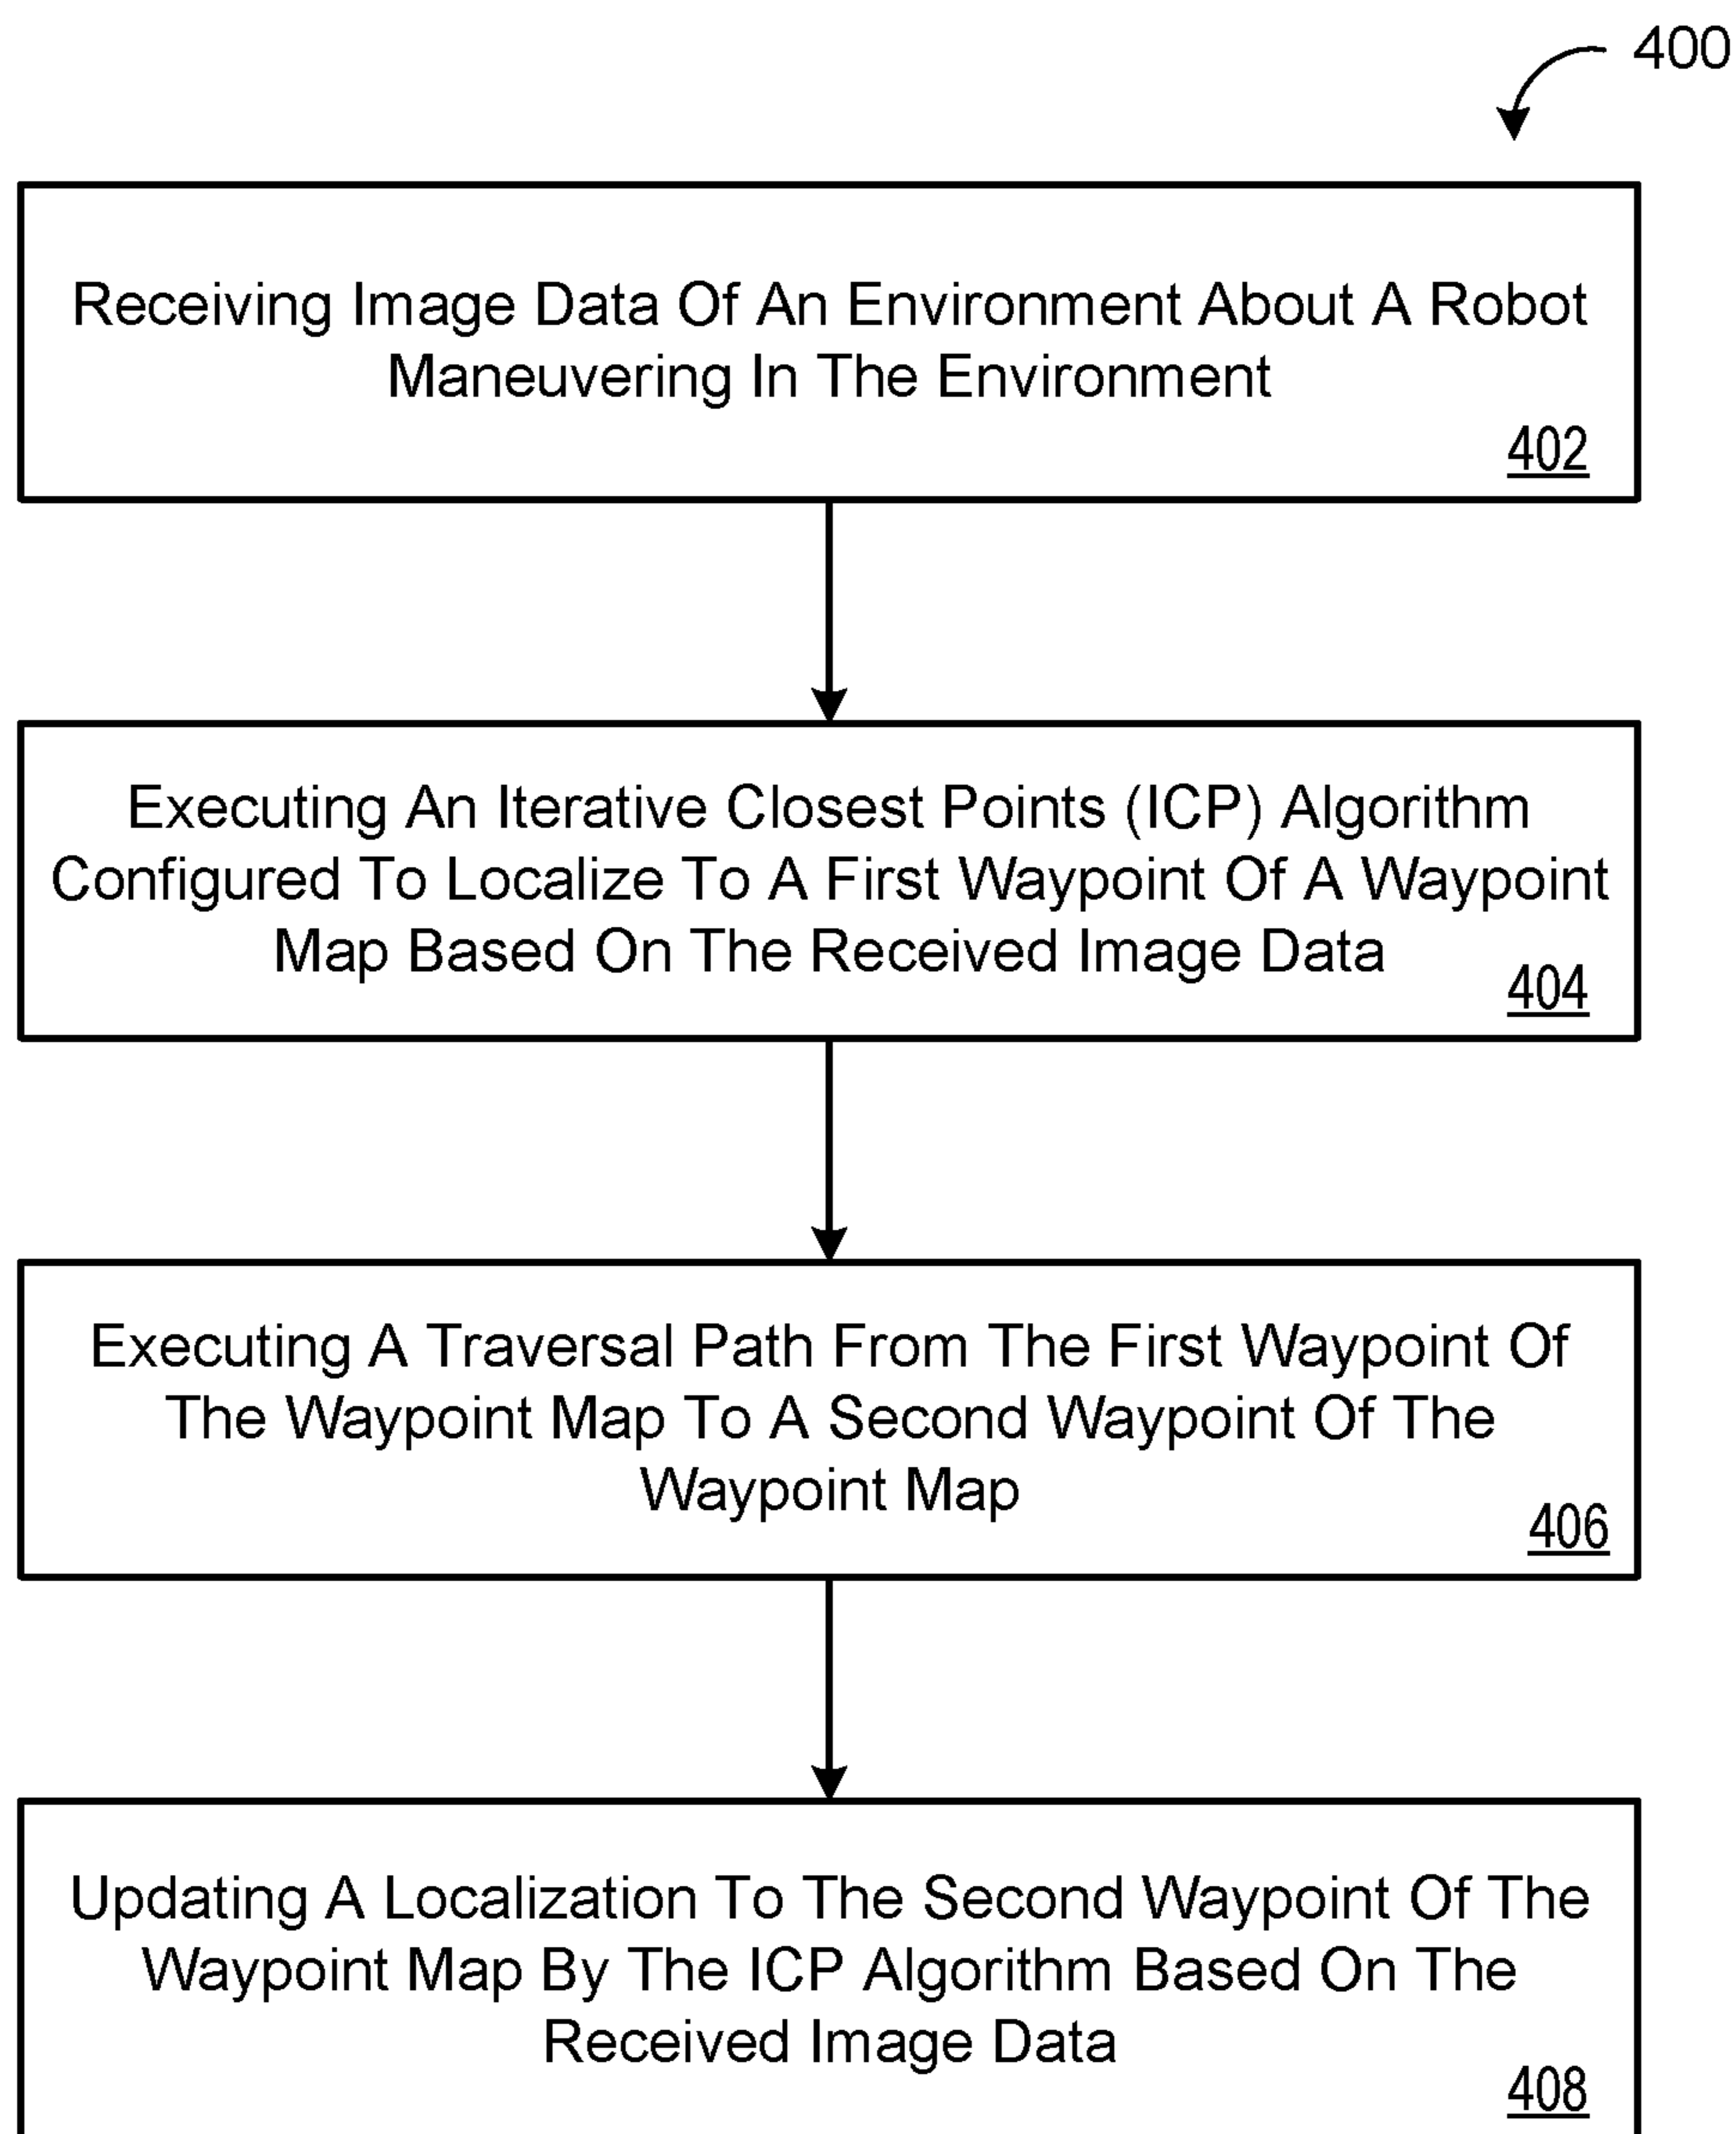 400
Receiving Image Data Of An Environment About A Robot
Maneuvering In The Environment
402
Executing An Iterative Closest Points (ICP) Algorithm
Configured To Localize To A First Waypoint Of A Waypoint
Map Based On The Received Image Data
404
Executing A Traversal Path From The First Waypoint Of
The Waypoint Map To A Second Waypoint Of The
Waypoint Map
406
Updating A Localization To The Second Waypoint Of The
Waypoint Map By The ICP Algorithm Based On The
Received Image Data
408